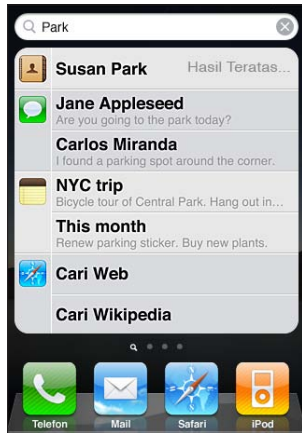 Park
Susan Park Hasil Teratas...
Jane Appleseed
Are you going to the park today?
Carlos Miranda
I found a parking spot around the corner.
NYC trip
Bicycle tour of Central Park. Hang out in...
This month
Renew parking sticker. Buy new plants.
Cari Web
Cari Wikipedia
Telefon Mail Safari iPod